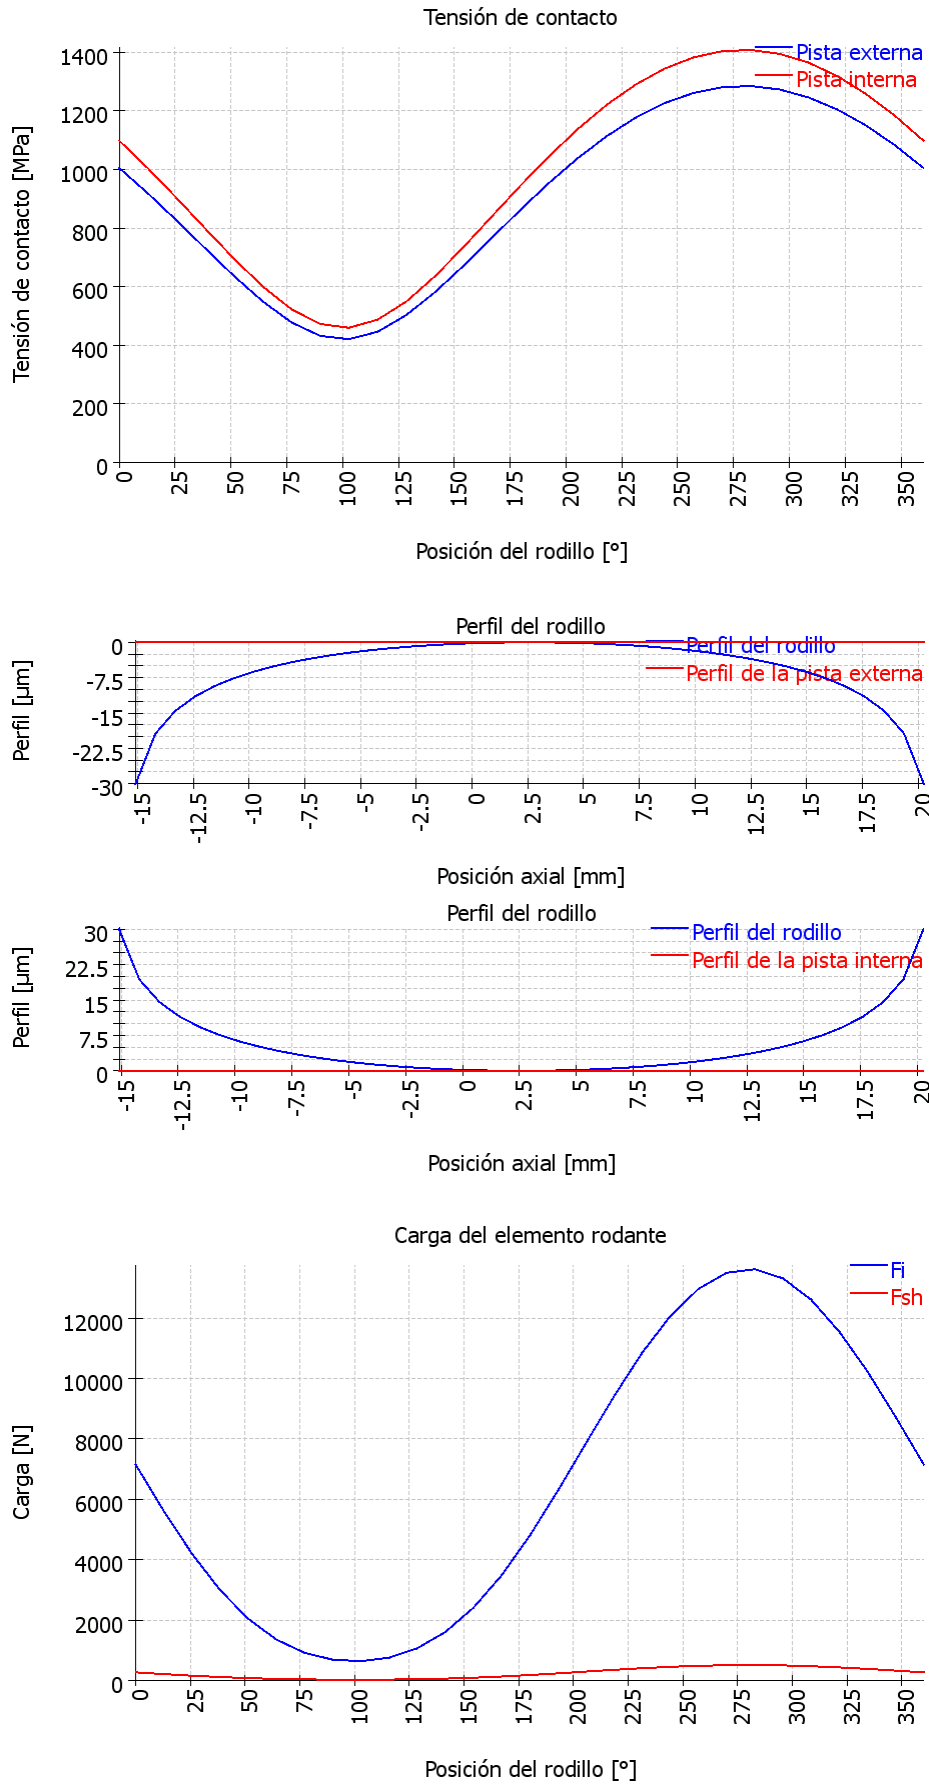 Tensión de contacto
Pista externa
Pista interna
Tensión de contacto [MPa]
1400
1200
1000
800
600
400
200
0
0 25 50 75 100 125 150 175 200 225 250 275 300 325 350
Posición del rodillo [°]
Perfil del rodillo
Perfil del rodillo
Perfil de la pista externa
Perfil [µm]
0
-7.5
-15
-22.5
-30
-15 -12.5 -10 -7.5 -5 -2.5 0 2.5 5 7.5 10 12.5 15 17.5 20
Posición axial [mm]
Perfil del rodillo
Perfil del rodillo
Perfil de la pista interna
Perfil [µm]
30
22.5
15
7.5
0
-15 -12.5 -10 -7.5 -5 -2.5 0 2.5 5 7.5 10 12.5 15 17.5 20
Posición axial [mm]
Carga del elemento rodante
Fi
Fsh
Carga [N]
12000
10000
8000
6000
4000
2000
0
0 25 50 75 100 125 150 175 200 225 250 275 300 325 350
Posición del rodillo [°]